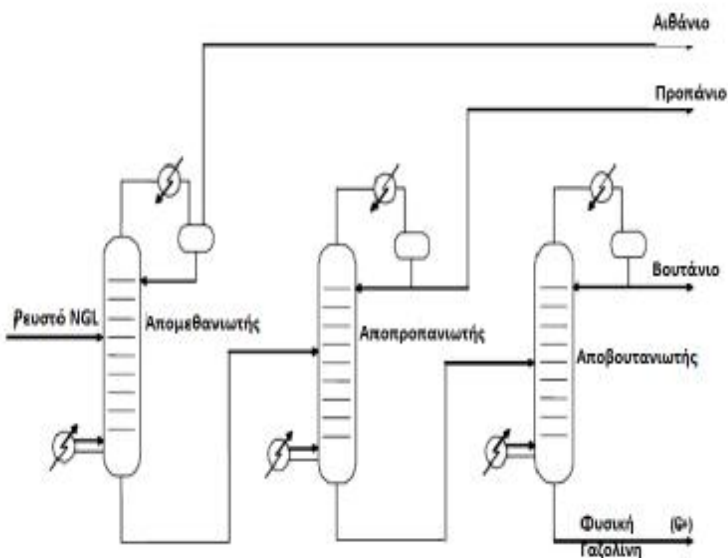 Αιθάνιο
Προπάνιο
Ρευστό NGL
Απομεθανιωτής
Αποπροπανιωτής
Βουτάνιο
Αποβουτανιωτής
Φυσική
Γαζολίνη